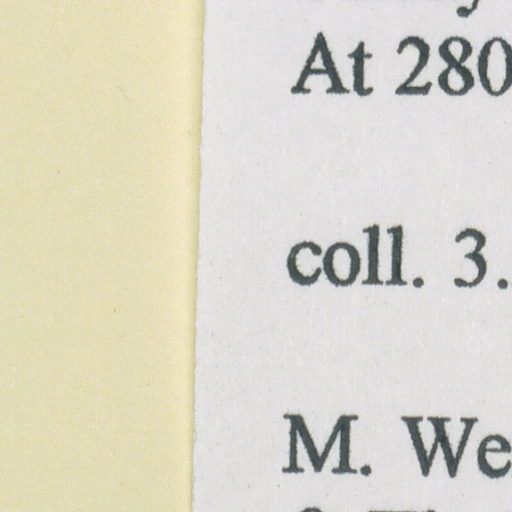 At 280
coll. 3.
M. We